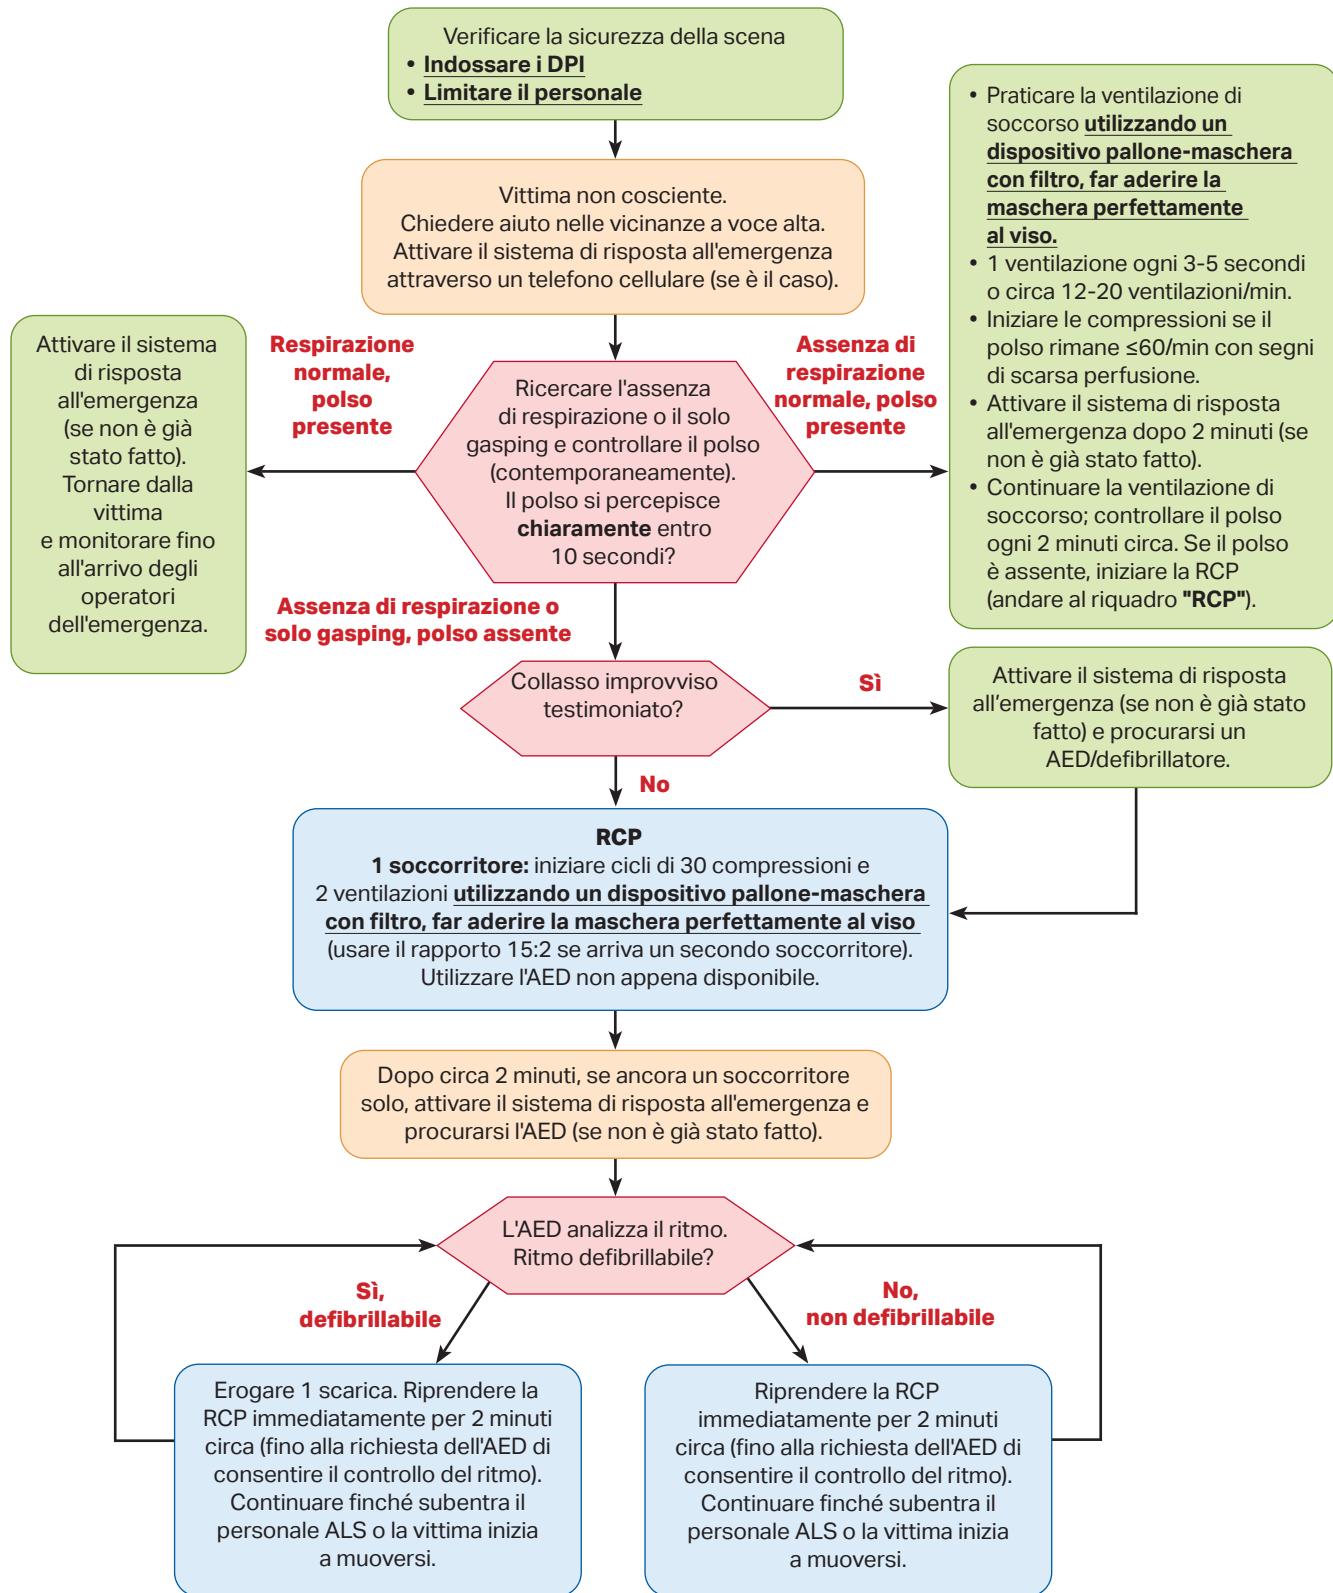 Verificare la sicurezza della scena
• Indossare i DPI
• Limitare il personale
Vittima non cosciente.
Chiedere aiuto nelle vicinanze a voce alta.
Attivare il sistema di risposta all'emergenza
attraverso un telefono cellulare (se è il caso).
Respirazione
normale,
polso
presente
Attivare il sistema
di risposta
all'emergenza
(se non è già
stato fatto).
Tornare dalla
vittima
e monitorare fino
all'arrivo degli
operatori
dell'emergenza.
Ricercare l'assenza
di respirazione o il solo
gasping e controllare il polso
(contemporaneamente).
Il polso si percepisce
chiaramente entro
10 secondi?
Assenza di
respirazione
normale, polso
presente
• Praticare la ventilazione di
soccorso utilizzando un
dispositivo pallone-maschera
con filtro, far aderire la
maschera perfettamente
al viso.
• 1 ventilazione ogni 3-5 secondi
o circa 12-20 ventilazioni/min.
• Iniziare le compressioni se il
polso rimane ≤60/min con segni
di scarsa perfusione.
• Attivare il sistema di risposta
all'emergenza dopo 2 minuti (se
non è già stato fatto).
• Continuare la ventilazione di
soccorso; controllare il polso
ogni 2 minuti circa. Se il polso
è assente, iniziare la RCP
(andare al riquadro "RCP").
Assenza di respirazione o
solo gasping, polso assente
Collasso improvviso
testimoniato?
Sì
Attivare il sistema di risposta
all’emergenza (se non è già stato
fatto) e procurarsi un
AED/defibrillatore.
No
RCP
1 soccorritore: iniziare cicli di 30 compressioni e
2 ventilazioni utilizzando un dispositivo pallone-maschera
con filtro, far aderire la maschera perfettamente al viso
(usare il rapporto 15:2 se arriva un secondo soccorritore).
Utilizzare l'AED non appena disponibile.
Dopo circa 2 minuti, se ancora un soccorritore
solo, attivare il sistema di risposta all'emergenza e
procurarsi l'AED (se non è già stato fatto).
L'AED analizza il ritmo.
Ritmo defibrillabile?
Sì,
defibrillabile
No,
non defibrillabile
Erogare 1 scarica. Riprendere la
RCP immediatamente per 2 minuti
circa (fino alla richiesta dell'AED di
consentire il controllo del ritmo).
Continuare finché subentra il
personale ALS o la vittima inizia
a muoversi.
Riprendere la RCP
immediatamente per 2 minuti
circa (fino alla richiesta dell'AED di
consentire il controllo del ritmo).
Continuare finché subentra il
personale ALS o la vittima inizia
a muoversi.